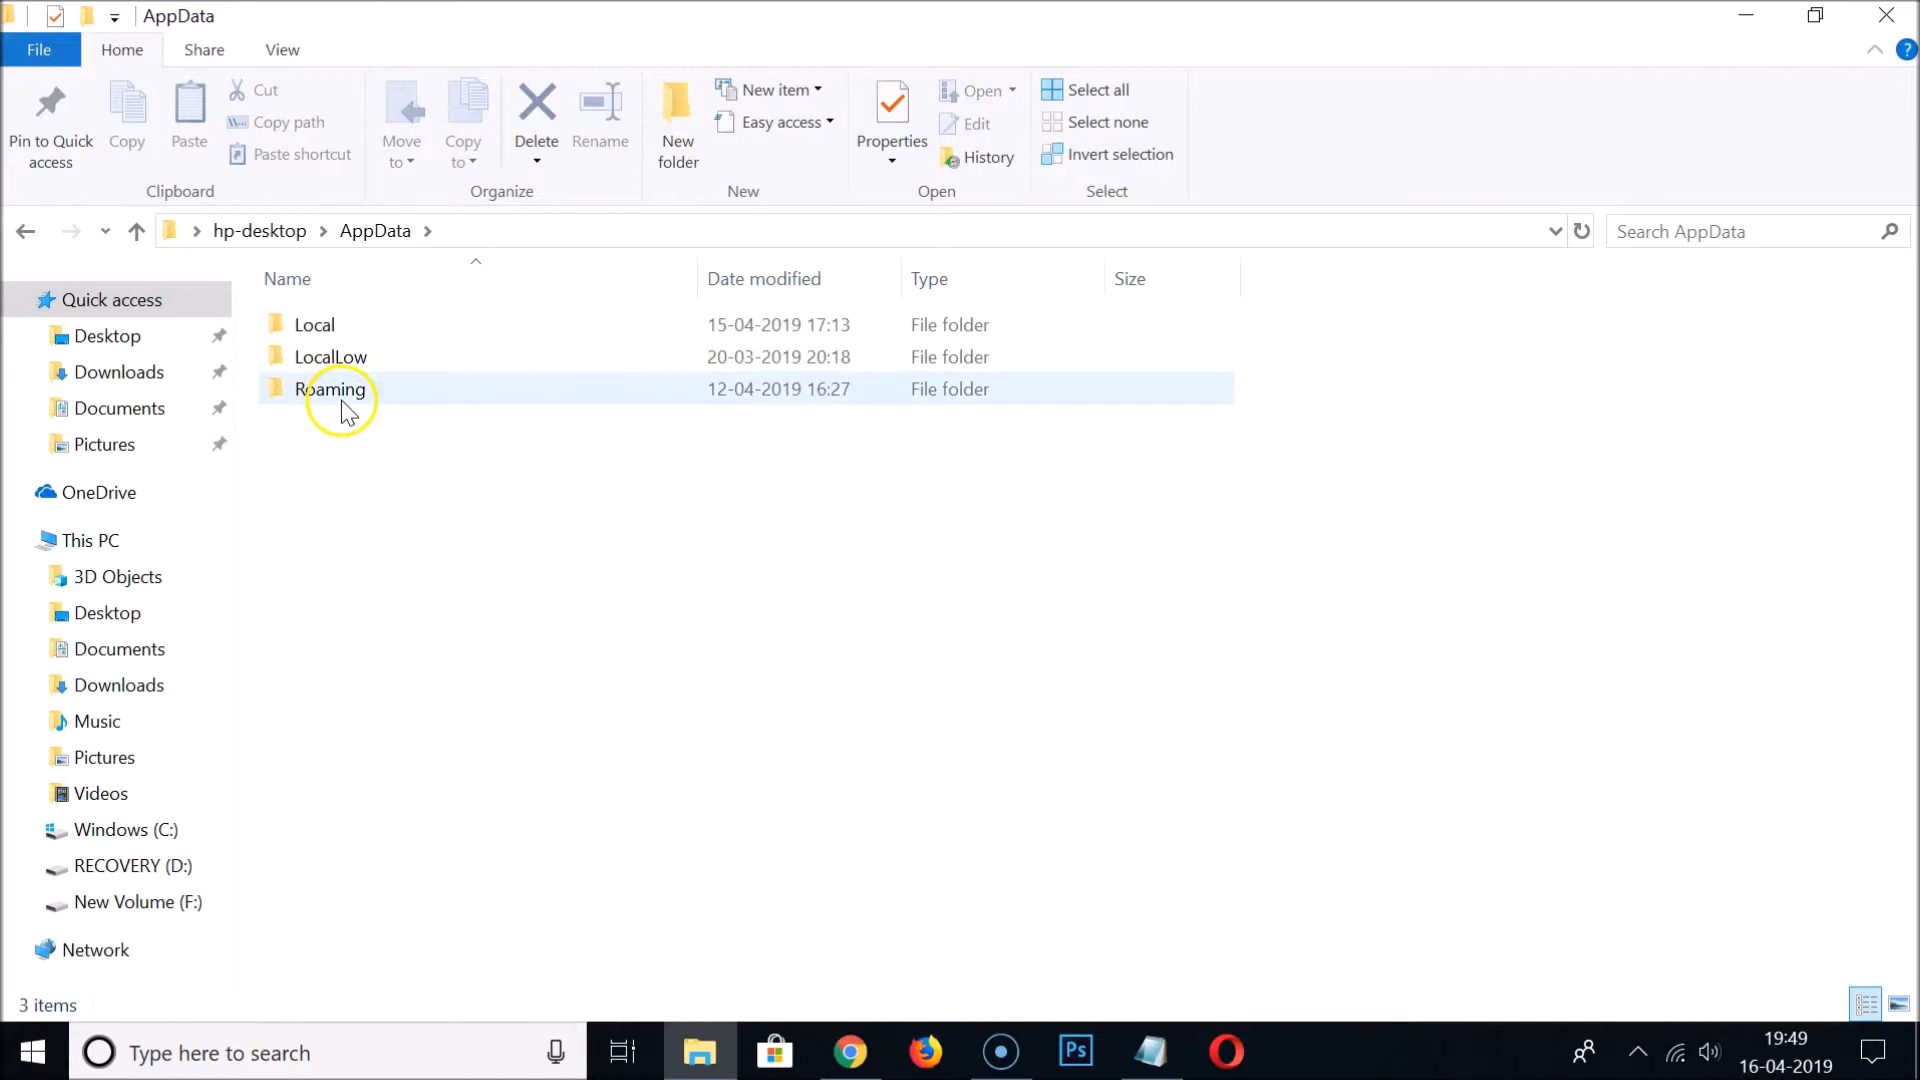 AppData
File Home Share View
Pin to Quick access
Copy
Paste
Cut
Copy path
Paste shortcut
Clipboard
Move to
Copy to
Delete
Rename
Organize
New folder
New item
Easy access
New
Properties
Open
Edit
History
Open
Select all
Select none
Invert selection
Select
hp-desktop AppData
Search AppData
Name Date modified Type Size
Local 15-04-2019 17:13 File folder
LocalLow 20-03-2019 20:18 File folder
Roaming 12-04-2019 16:27 File folder
Quick access
Desktop
Downloads
Documents
Pictures
OneDrive
This PC
3D Objects
Desktop
Documents
Downloads
Music
Pictures
Videos
Windows (C:)
RECOVERY (D:)
New Volume (F:)
Network
3 items
Type here to search
Ps
19:49
16-04-2019